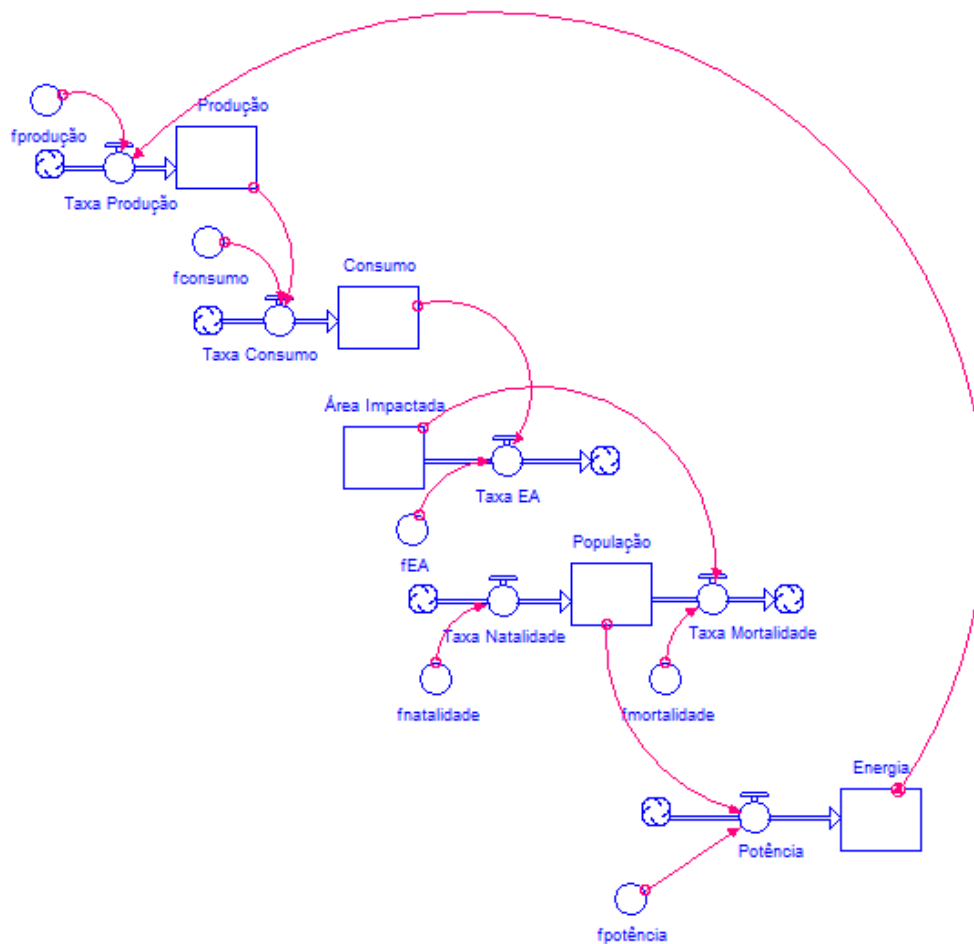 Produção
fprodução
Taxa Produção
Consumo
fconsumo
Taxa Consumo
Área Impactada
Taxa EA
fEA
População
Taxa Natalidade
Taxa Mortalidade
fnatalidade
fmortalidade
Energia
Potência
fpotência